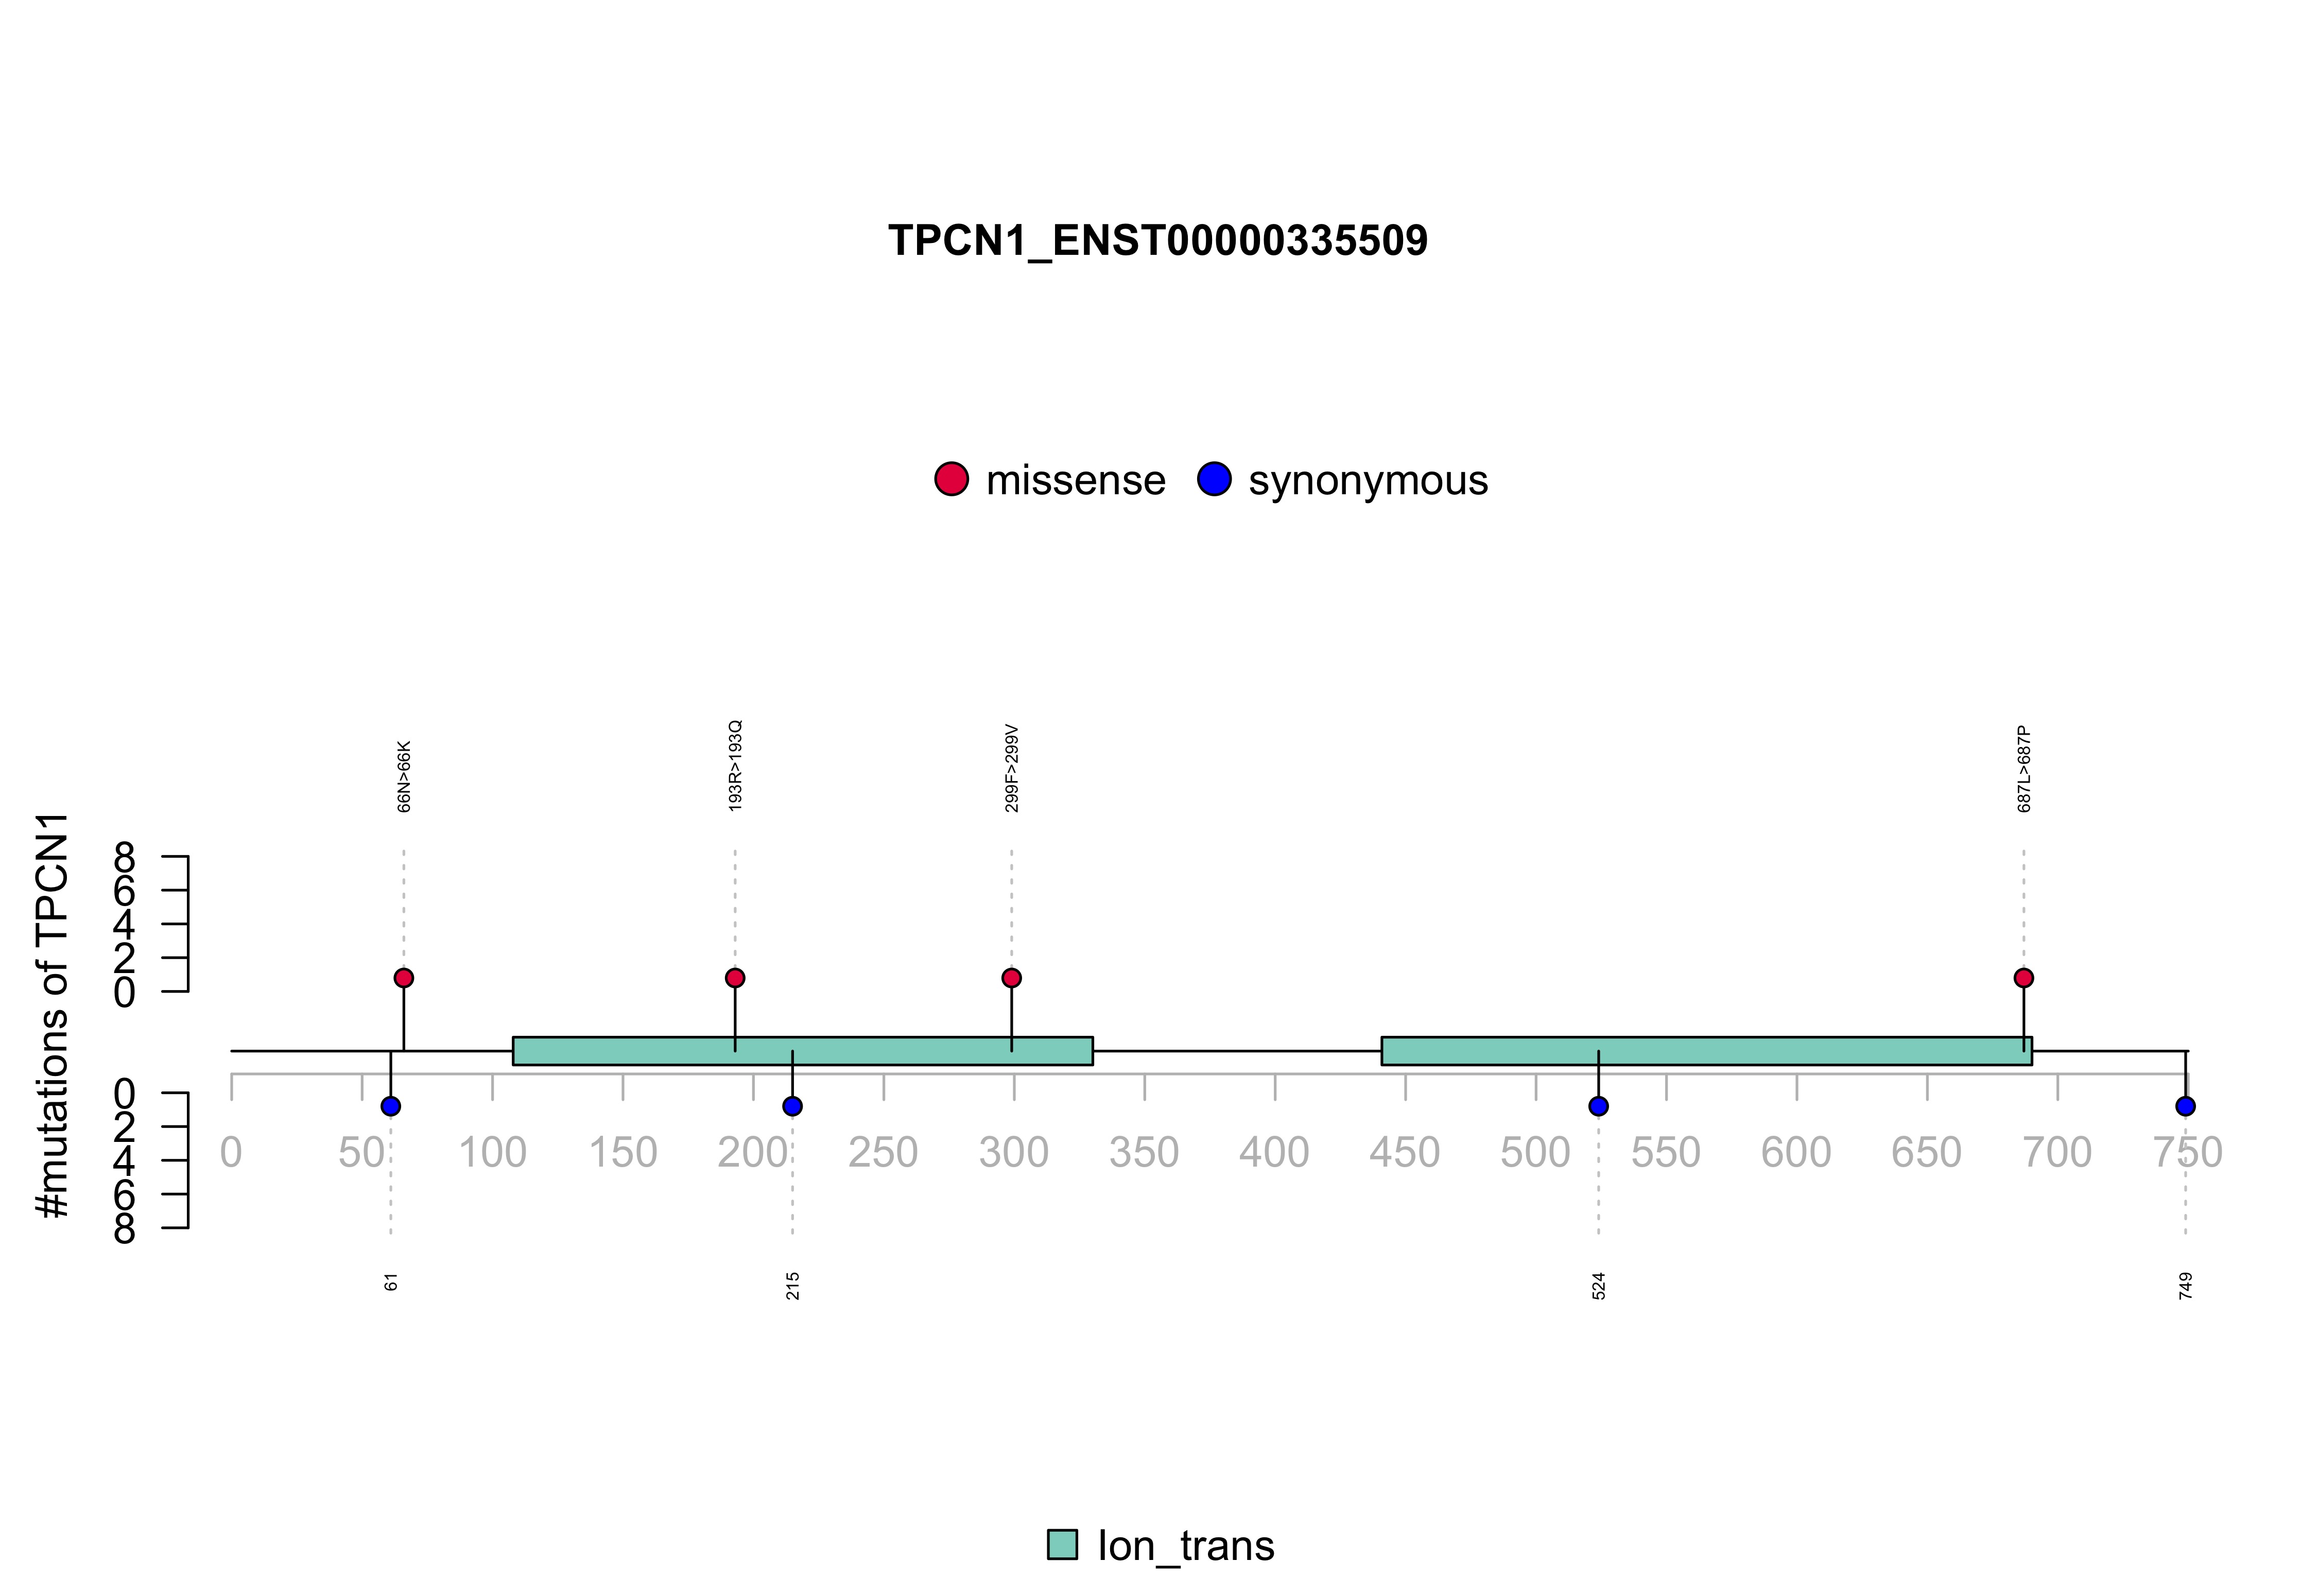 TPCN1_ENST00000335509
missense synonymous
66N>66K 193R>193Q 299F>299V 687L>687P
#mutations of TPCN1
8
6
4
2
0
0
2
4
6
8
0 50 100 150 200 250 300 350 400 450 500 550 600 650 700 750
61 215 524 749
Ion_trans